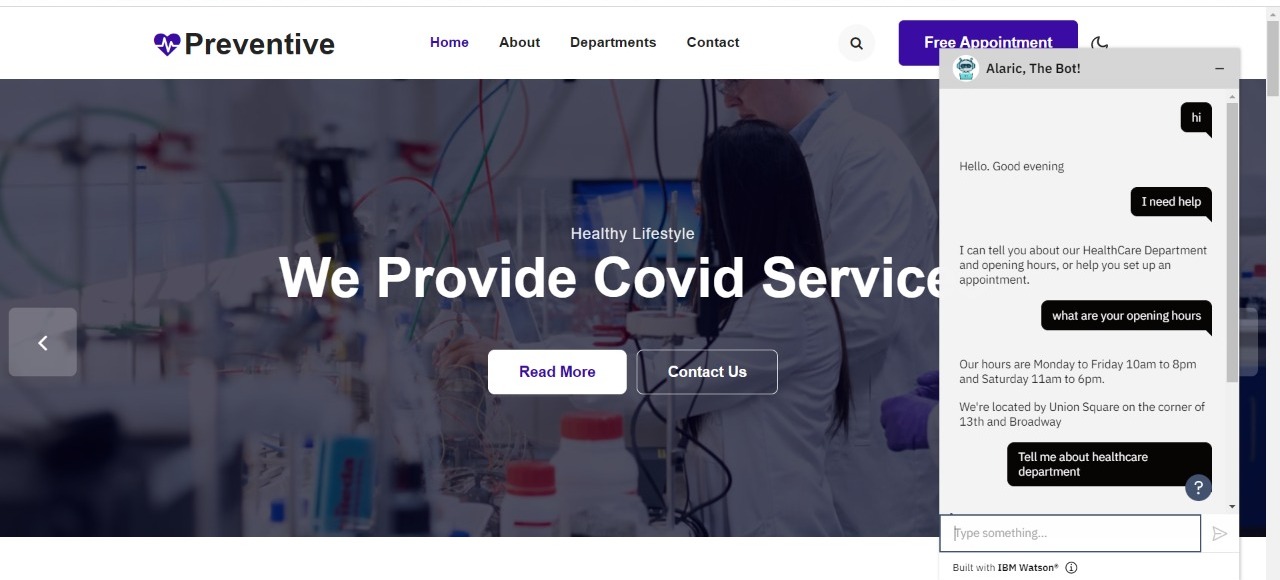 Preventive
Home
About
Departments
Contact
Free Appointment
Healthy Lifestyle
We Provide Covid Service
Read More
Contact Us
Alaric, The Bot!
hi
Hello. Good evening
I need help
I can tell you about our HealthCare Department
and opening hours, or help you set up an
appointment.
what are your opening hours
Our hours are Monday to Friday 10am to 8pm
and Saturday 11am to 6pm.
We're located by Union Square on the corner of
13th and Broadway
Tell me about healthcare
department
?
Type something...
Built with IBM Watson®